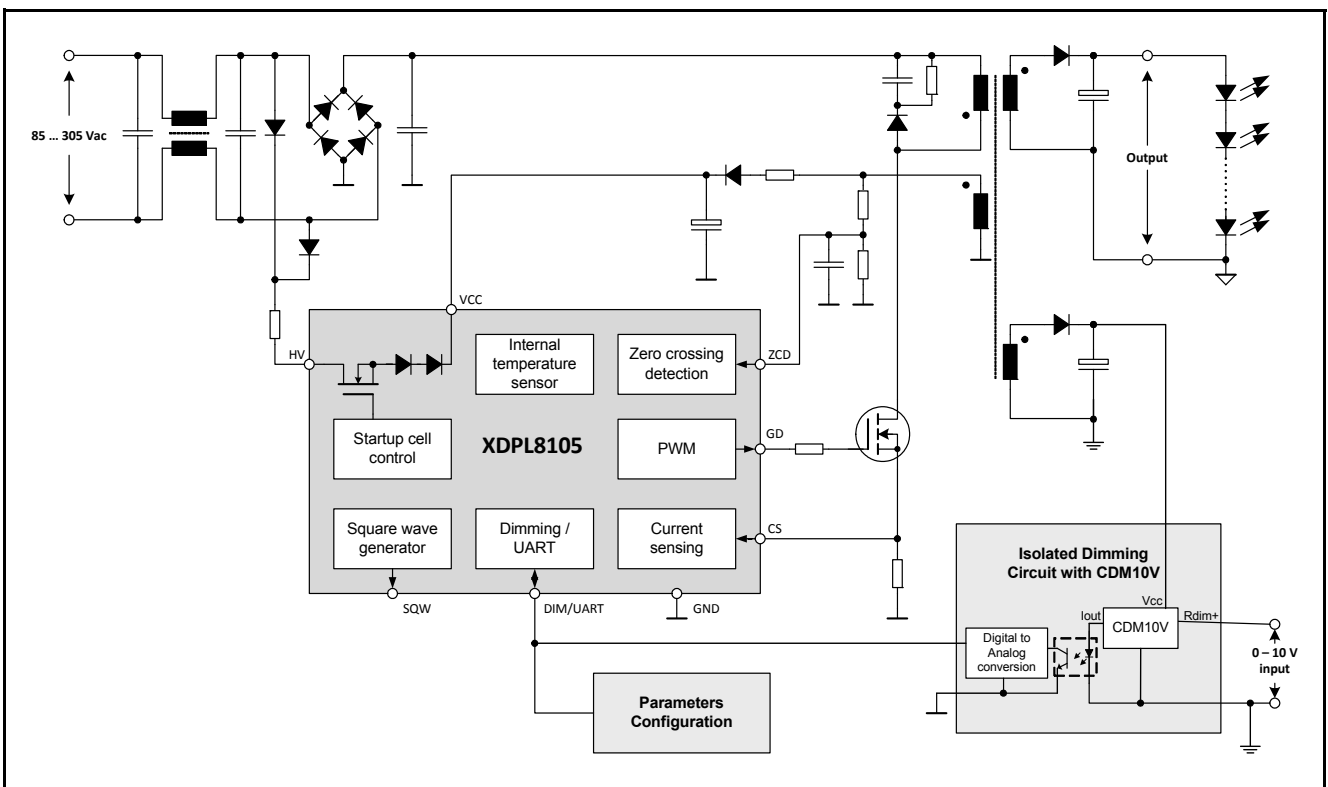 85 ... 305 Vac
Output
VCC
HV
Internal
temperature
sensor
Zero crossing
detection
ZCD
Startup cell
control
XDPL8105
PWM
GD
Square wave
generator
Dimming /
UART
Current
sensing
CS
SQW
DIM/UART
GND
Isolated Dimming
Circuit with CDM10V
Vcc
Iout
Rdim+
CDM10V
Digital to
Analog
conversion
0 – 10 V
input
Parameters
Configuration